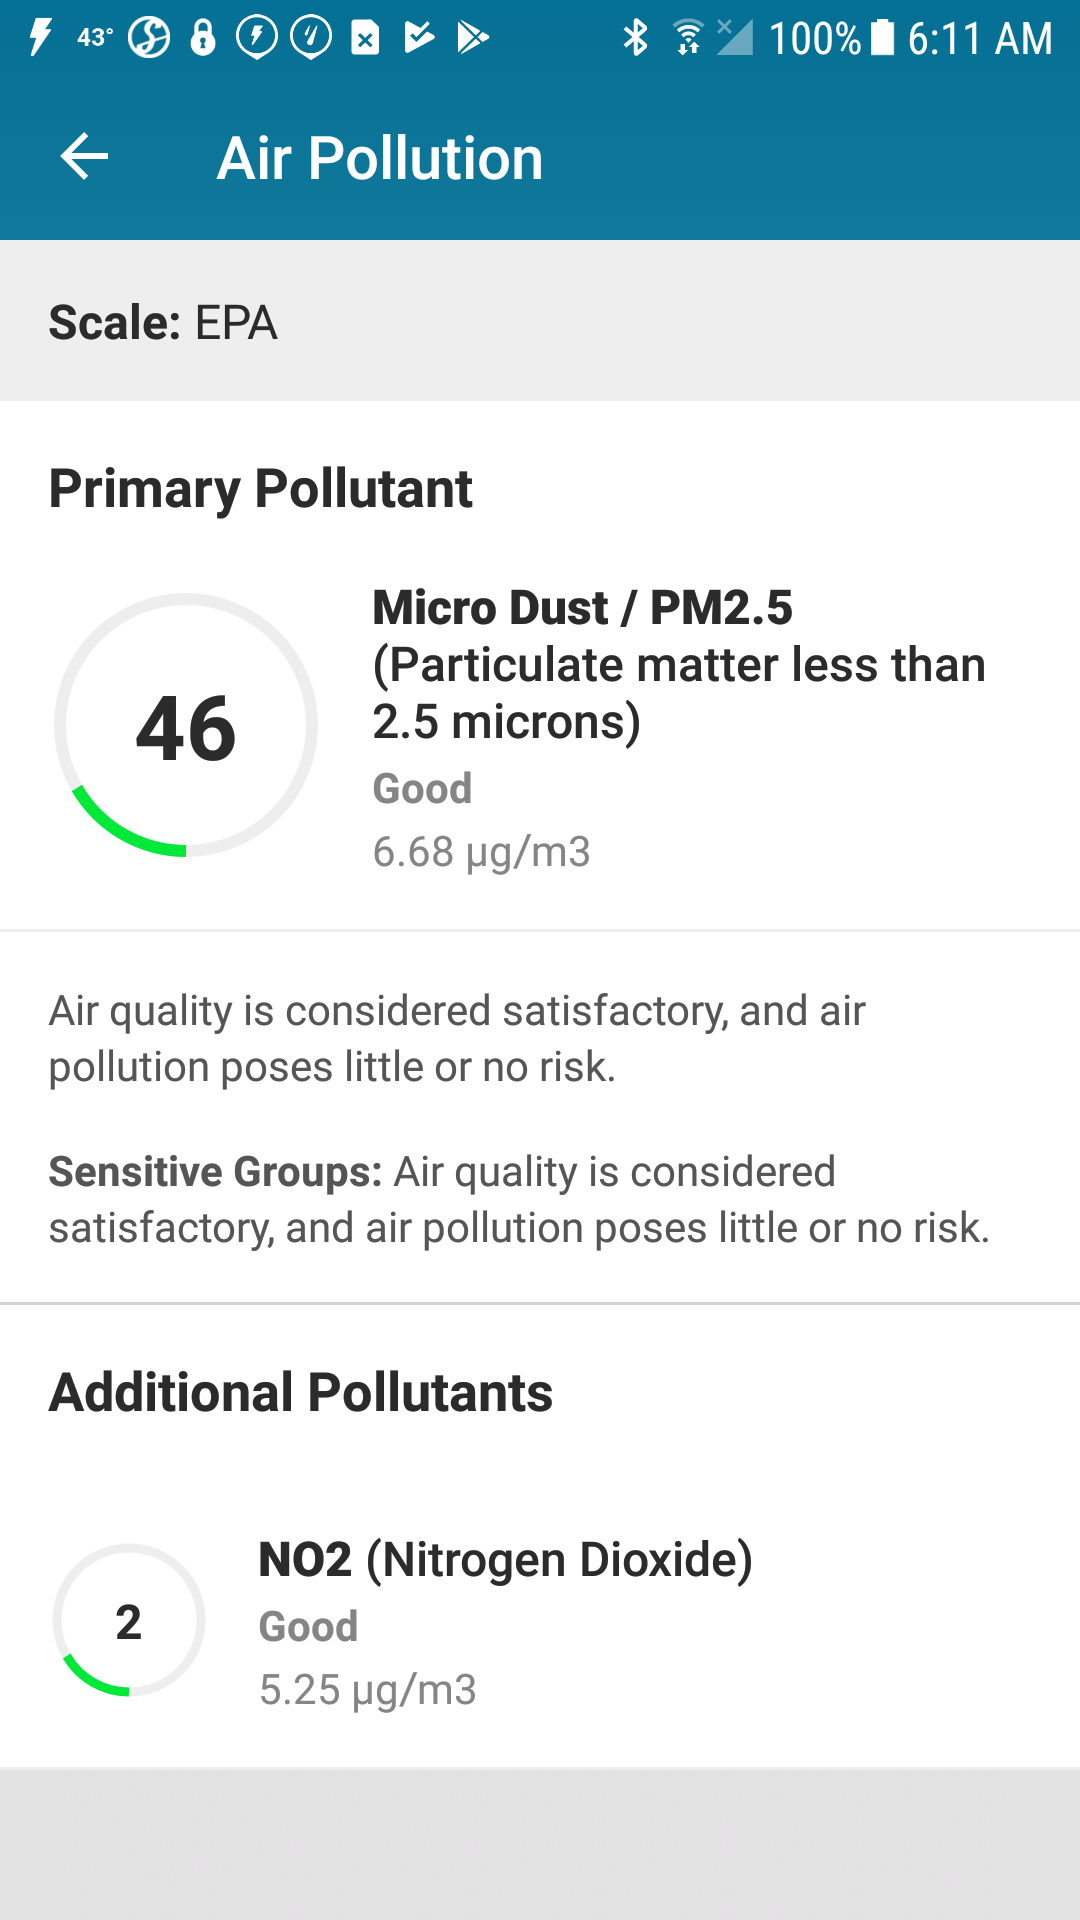 43°
100% 6:11 AM
Air Pollution
Scale: EPA
Primary Pollutant
46
Micro Dust / PM2.5
(Particulate matter less than
2.5 microns)
Good
6.68 µg/m3
Air quality is considered satisfactory, and air
pollution poses little or no risk.
Sensitive Groups: Air quality is considered
satisfactory, and air pollution poses little or no risk.
Additional Pollutants
2
NO2 (Nitrogen Dioxide)
Good
5.25 µg/m3